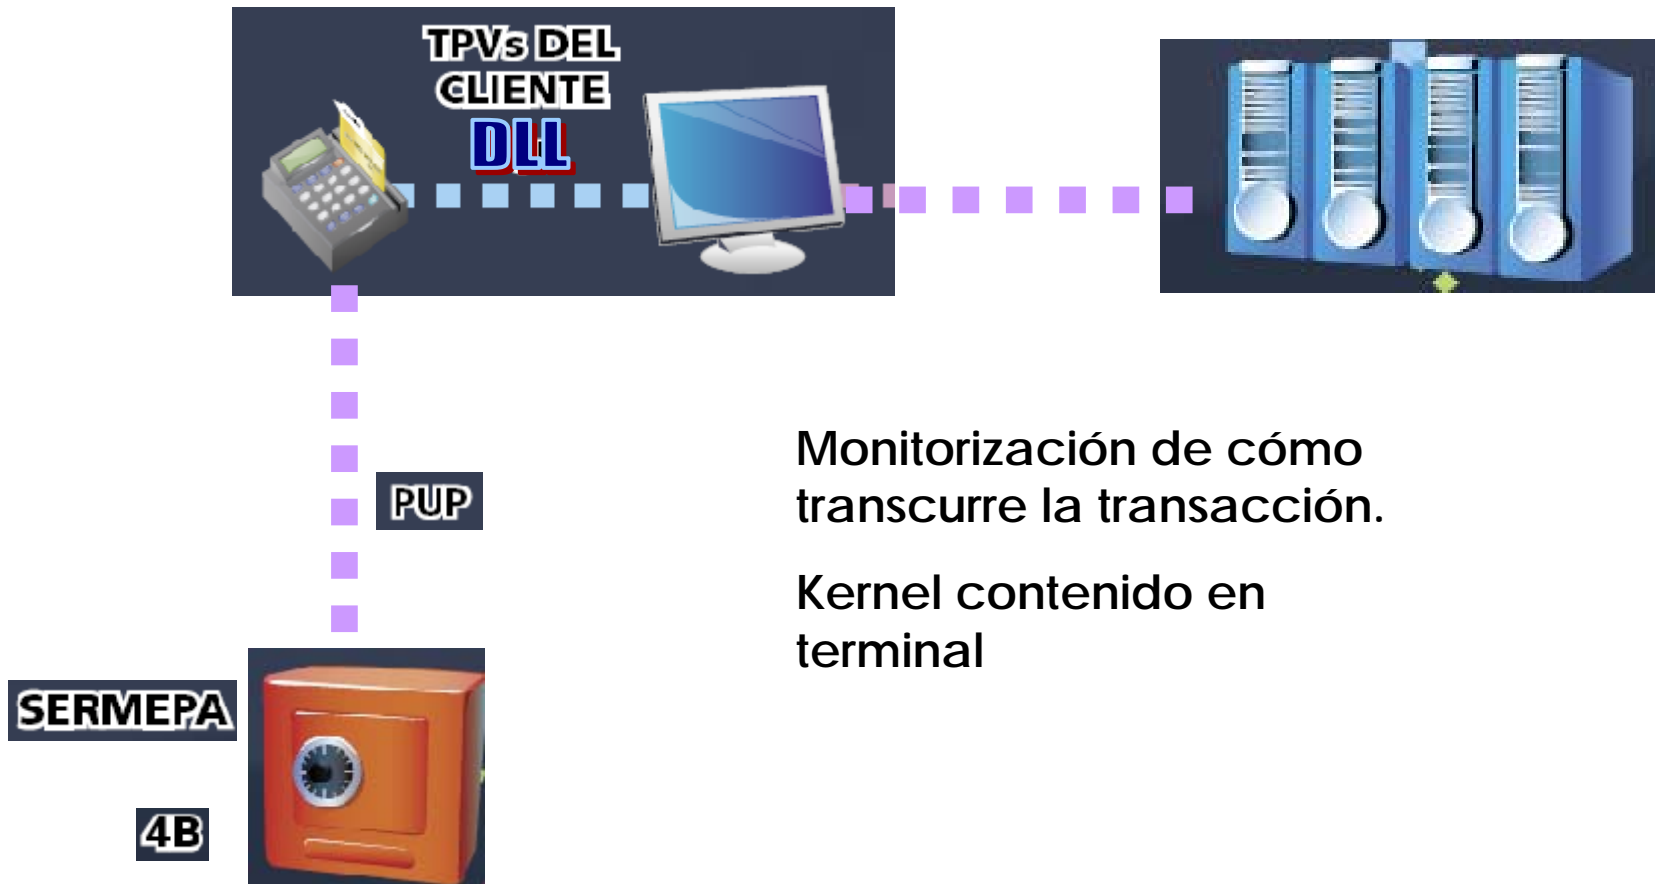 TPVs DEL
CLIENTE
DLL
PUP
Monitorización de cómo
transcurre la transacción.
Kernel contenido en
terminal
SERMEPA
4B